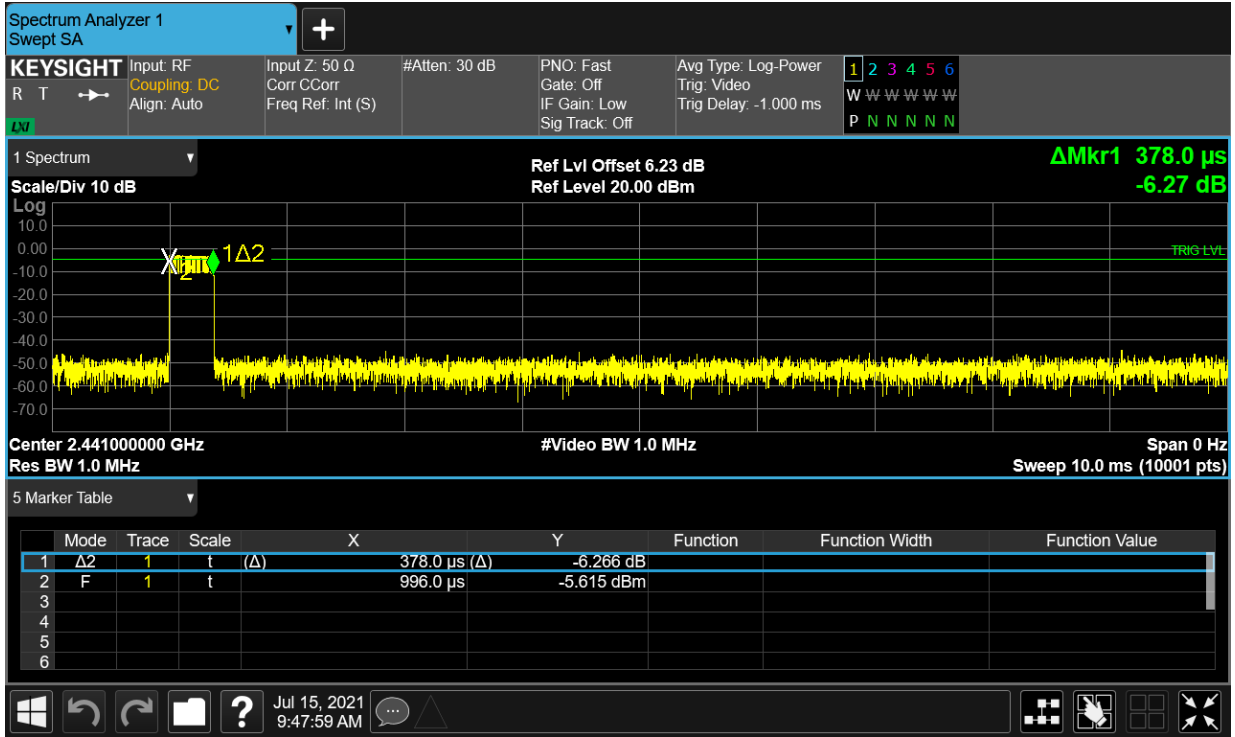 Spectrum Analyzer 1
Swept SA
+
KEYSIGHT Input: RF Input Z: 50 Ω #Atten: 30 dB PNO: Fast Avg Type: Log-Power 1 2 3 4 5 6
R T Coupling: DC Corr CCorr Gate: Off Trig: Video W W W W W W
Align: Auto Freq Ref: Int (S) IF Gain: Low Trig Delay: -1.000 ms
LXI Sig Track: Off P N N N N N
1 Spectrum
Ref Lvl Offset 6.23 dB ΔMkr1 378.0 µs
Scale/Div 10 dB Ref Level 20.00 dBm -6.27 dB
Log
10.0
0.00 1Δ2 TRIG LVL
-10.0 X 2
-20.0
-30.0
-40.0
-50.0
-60.0
-70.0
Center 2.441000000 GHz #Video BW 1.0 MHz Span 0 Hz
Res BW 1.0 MHz Sweep 10.0 ms (10001 pts)
5 Marker Table
Mode Trace Scale X Y Function Function Width Function Value
1 Δ2 1 t (Δ) 378.0 µs (Δ) -6.266 dB
2 F 1 t 996.0 µs -5.615 dBm
3
4
5
6
? Jul 15, 2021
9:47:59 AM